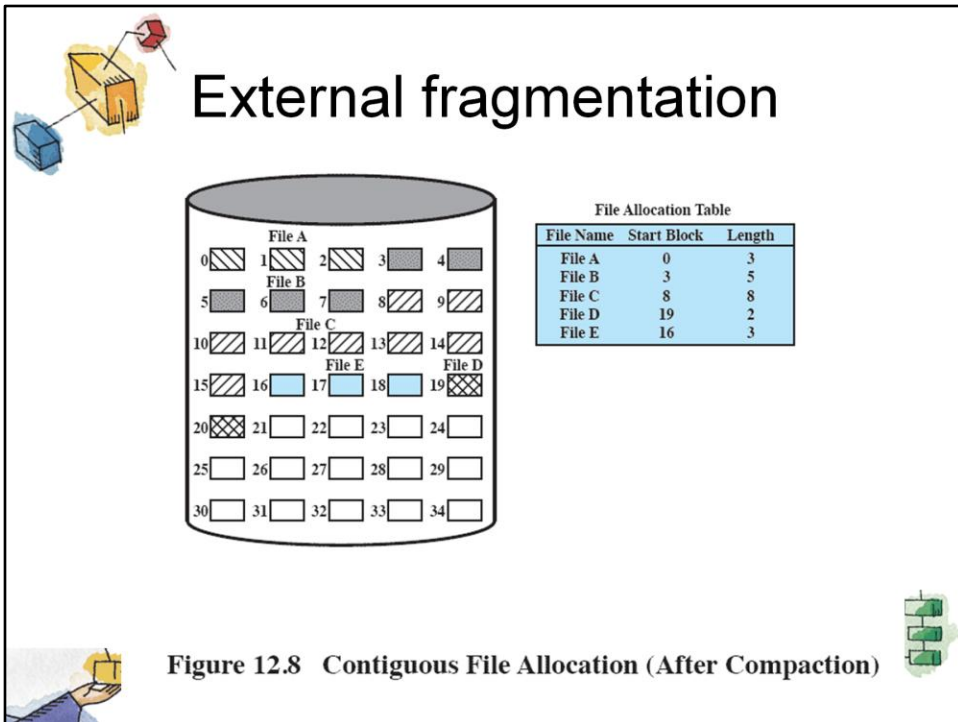 External fragmentation
File A
0 1 2 3 4
File B
5 6 7 8 9
File C
10 11 12 13 14
File E File D
15 16 17 18 19
20 21 22 23 24
25 26 27 28 29
30 31 32 33 34
File Allocation Table
File Name Start Block Length
File A 0 3
File B 3 5
File C 8 8
File D 19 2
File E 16 3
Figure 12.8 Contiguous File Allocation (After Compaction)